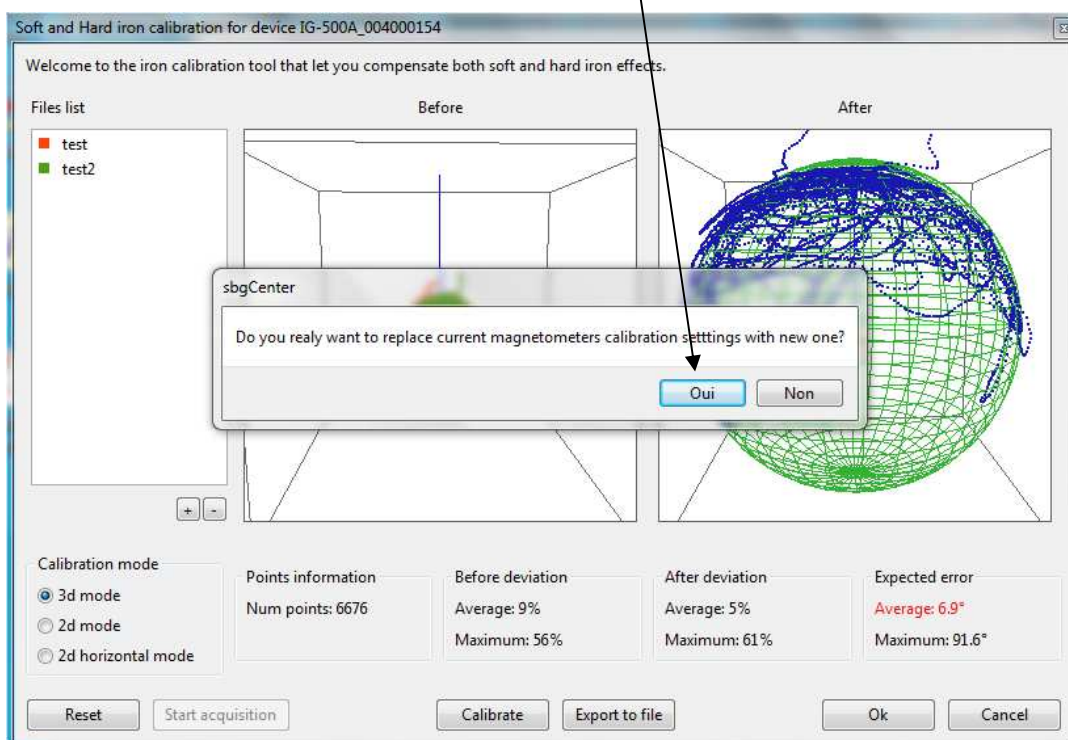 Soft and Hard iron calibration for device IG-500A_004000154
Welcome to the iron calibration tool that let you compensate both soft and hard iron effects.
Files list
Before
After
test
test2
sbgCenter
Do you realy want to replace current magnetometers calibration setttings with new one?
Oui
Non
+
-
Calibration mode
3d mode
2d mode
2d horizontal mode
Points information
Num points: 6676
Before deviation
Average: 9%
Maximum: 56%
After deviation
Average: 5%
Maximum: 61%
Expected error
Average: 6.9°
Maximum: 91.6°
Reset
Start acquisition
Calibrate
Export to file
Ok
Cancel